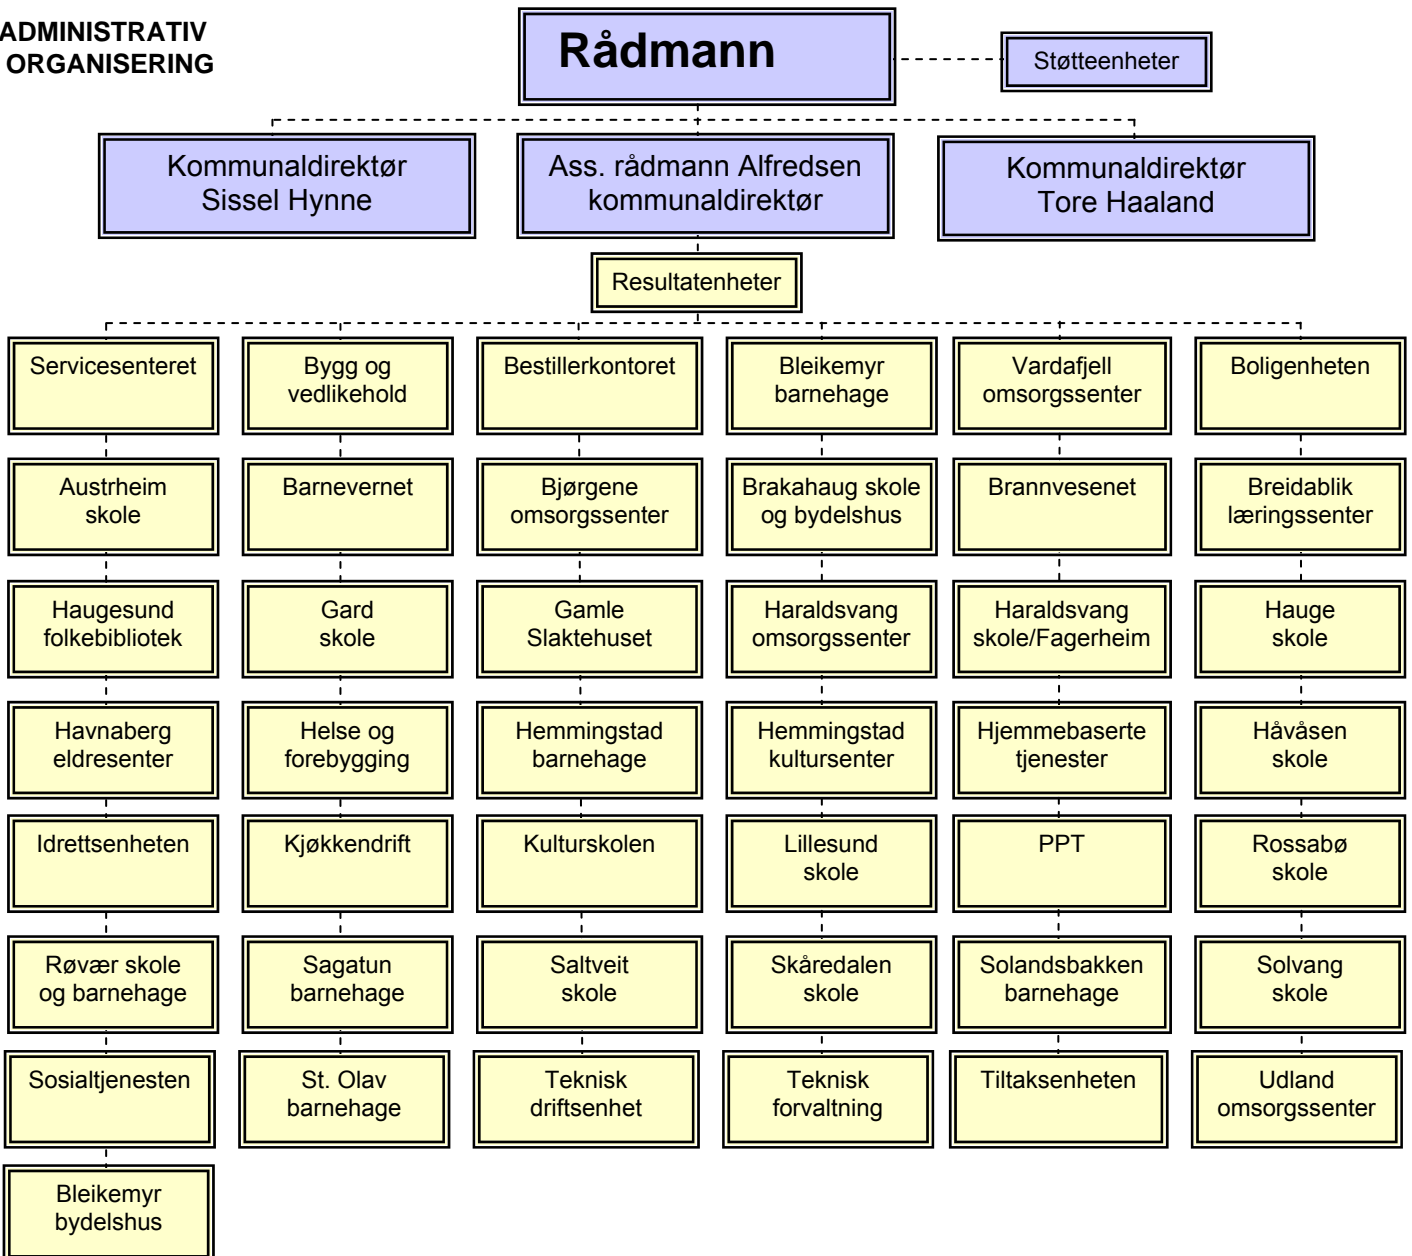 ADMINISTRATIV
ORGANISERING
Rådmann
Støtteenheter
Kommunaldirektør
Sissel Hynne
Ass. rådmann Alfredsen
kommunaldirektør
Kommunaldirektør
Tore Haaland
Resultatenheter
Servicesenteret
Bygg og
vedlikehold
Bestillerkontoret
Bleikemyr
barnehage
Vardafjell
omsorgssenter
Boligenheten
Austrheim
skole
Barnevernet
Bjørgene
omsorgssenter
Brakahaug skole
og bydelshus
Brannvesenet
Breidablik
læringssenter
Haugesund
folkebibliotek
Gard
skole
Gamle
Slaktehuset
Haraldsvang
omsorgssenter
Haraldsvang
skole/Fagerheim
Hauge
skole
Havnaberg
eldresenter
Helse og
forebygging
Hemmingstad
barnehage
Hemmingstad
kultursenter
Hjemmebaserte
tjenester
Håvåsen
skole
Idrettsenheten
Kjøkkendrift
Kulturskolen
Lillesund
skole
PPT
Rossabø
skole
Røvær skole
og barnehage
Sagatun
barnehage
Saltveit
skole
Skåredalen
skole
Solandsbakken
barnehage
Solvang
skole
Sosialtjenesten
St. Olav
barnehage
Teknisk
driftsenhet
Teknisk
forvaltning
Tiltaksenheten
Udland
omsorgssenter
Bleikemyr
bydelshus